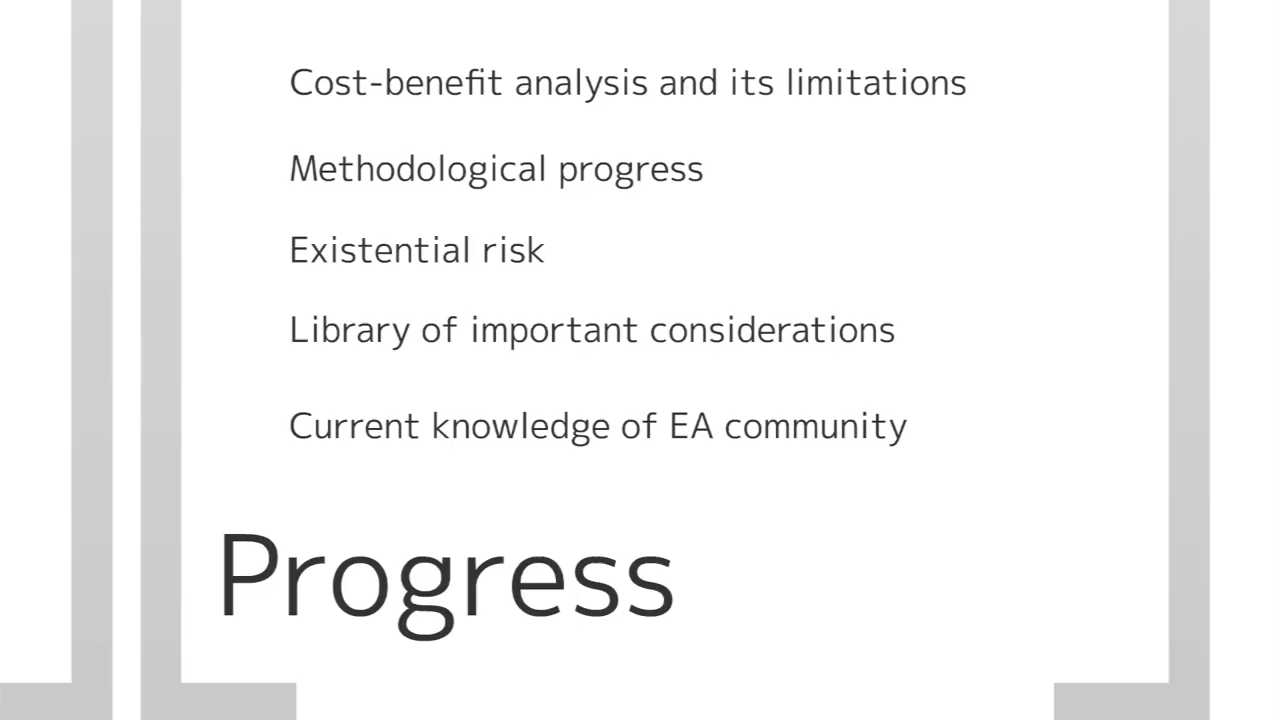 Cost-benefit analysis and its limitations
Methodological progress
Existential risk
Library of important considerations
Current knowledge of EA community
Progress